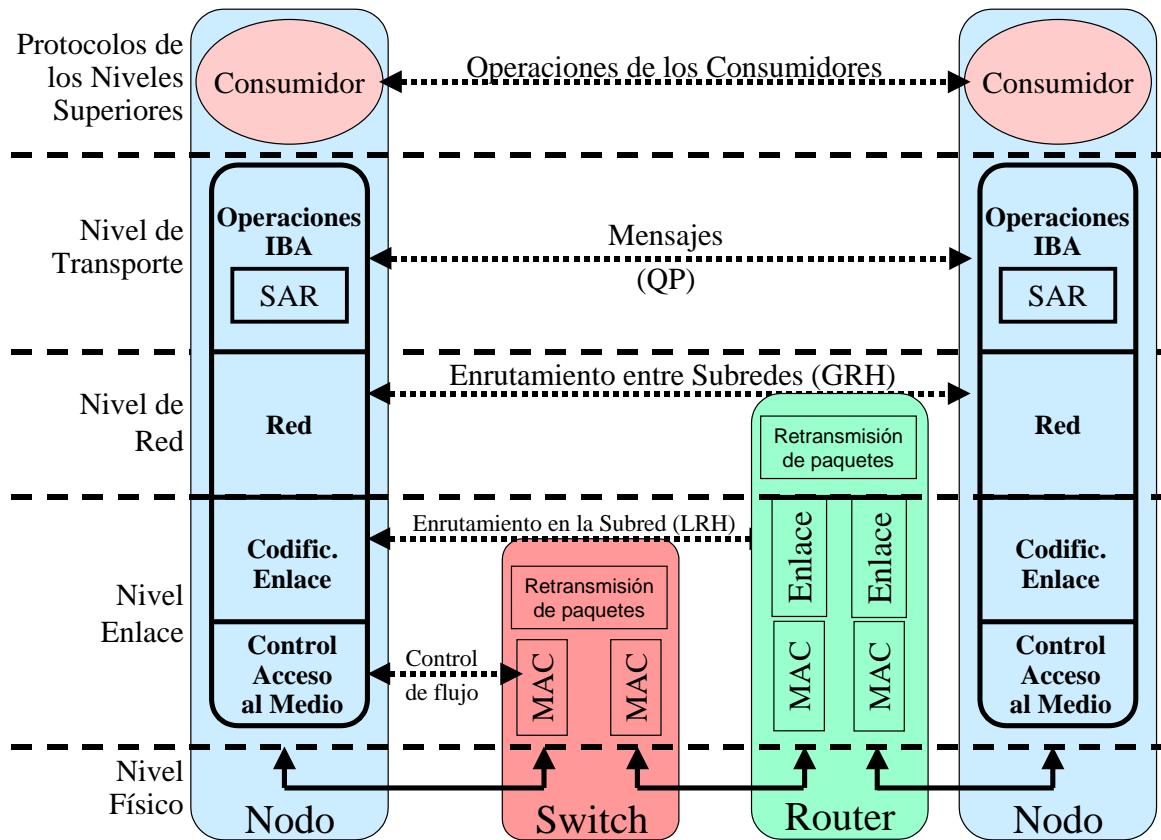 Protocolos de
los Niveles
Superiores
Consumidor
Operaciones de los Consumidores
Consumidor
Nivel de
Transporte
Operaciones
IBA
SAR
Mensajes
(QP)
Operaciones
IBA
SAR
Nivel de
Red
Red
Enrutamiento entre Subredes (GRH)
Retransmisión
de paquetes
Red
Nivel
Enlace
Codific.
Enlace
Enrutamiento en la Subred (LRH)
Retransmisión
de paquetes
Enlace
Enlace
Codific.
Enlace
Control
Acceso
al Medio
Control
de flujo
MAC
MAC
MAC
MAC
Control
Acceso
al Medio
Nivel
Físico
Nodo
Switch
Router
Nodo